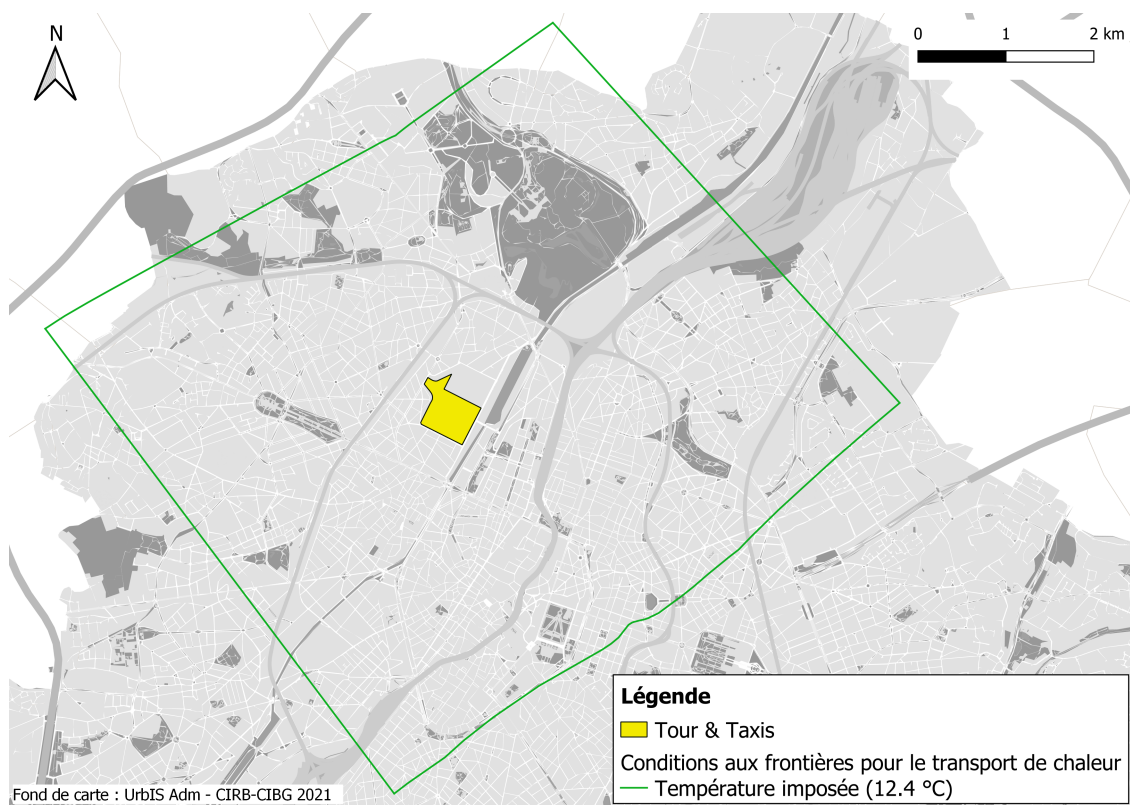 N
0 1 2 km
Légende
Tour & Taxis
Conditions aux frontières pour le transport de chaleur
Température imposée (12.4 °C)
Fond de carte : UrbIS Adm - CIRB-CIBG 2021